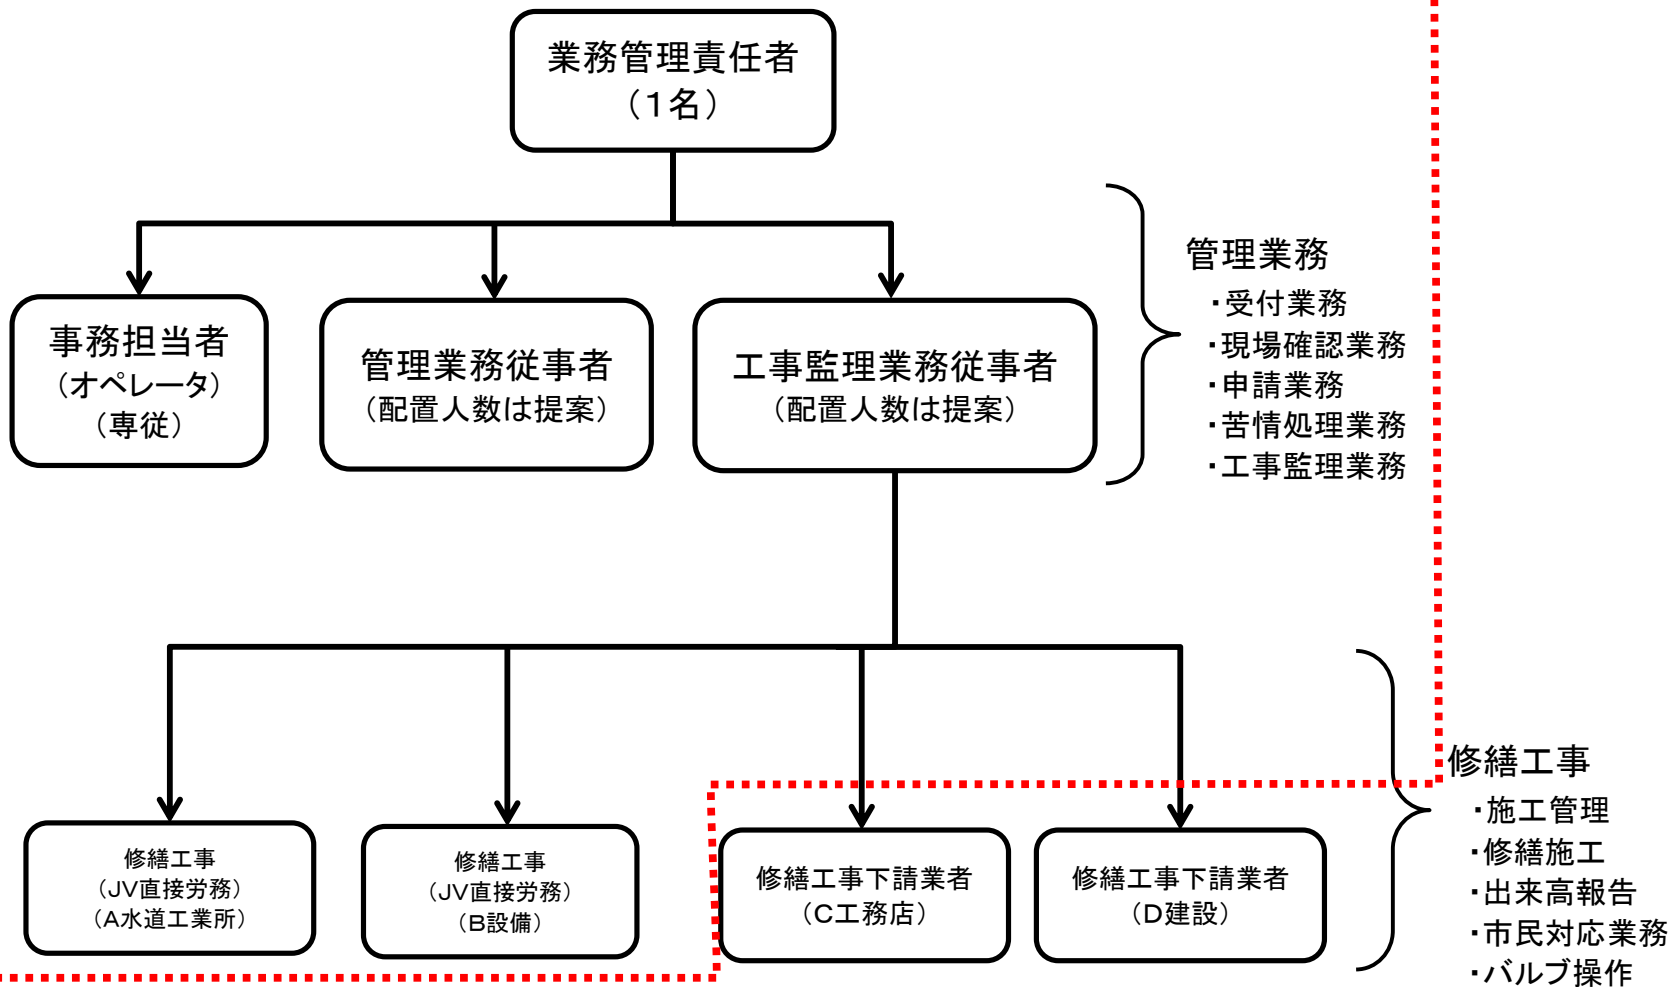 業務管理責任者
（１名）
事務担当者
（オペレータ）
（専従）
管理業務従事者
（配置人数は提案）
工事監理業務従事者
（配置人数は提案）
管理業務
・受付業務
・現場確認業務
・申請業務
・苦情処理業務
・工事監理業務
修繕工事
（JV直接労務）
（A水道工業所）
修繕工事
（JV直接労務）
（B設備）
修繕工事下請業者
（C工務店）
修繕工事下請業者
（D建設）
修繕工事
・施工管理
・修繕施工
・出来高報告
・市民対応業務
・バルブ操作